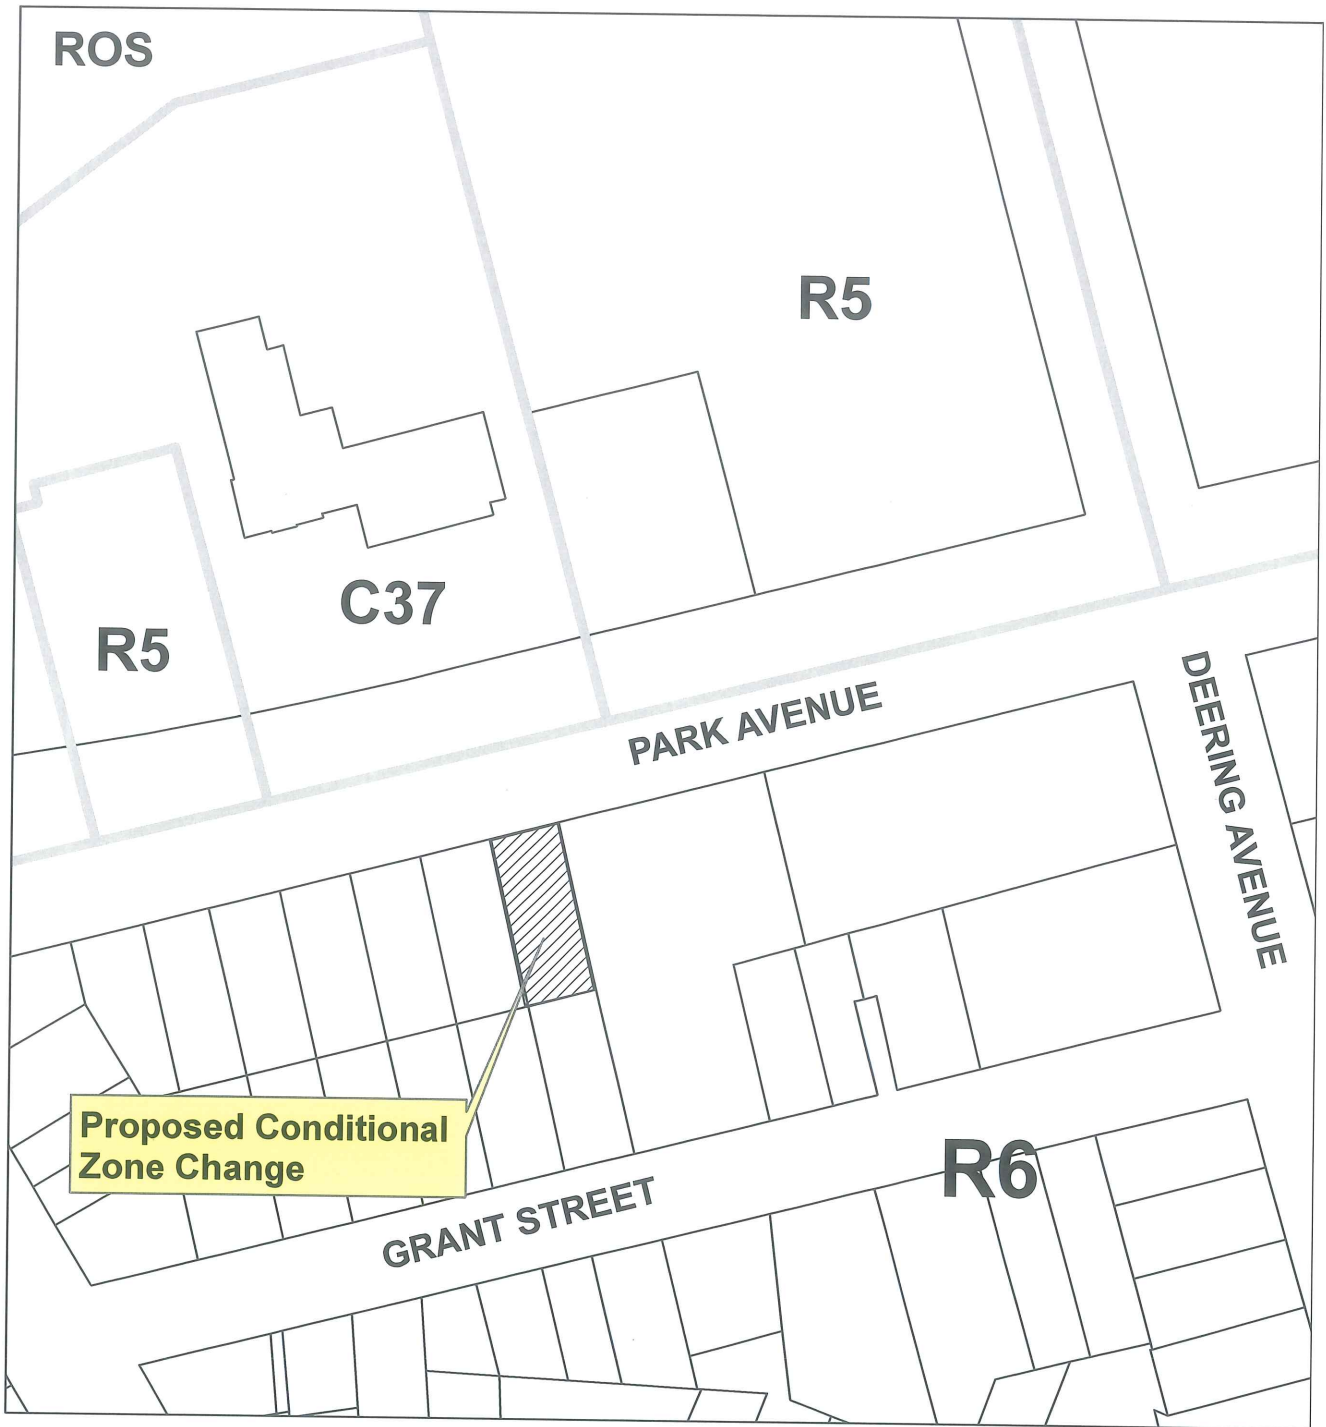 ROS
R5
C37
R5
PARK AVENUE
DEERING AVENUE
Proposed Conditional
Zone Change
R6
GRANT STREET